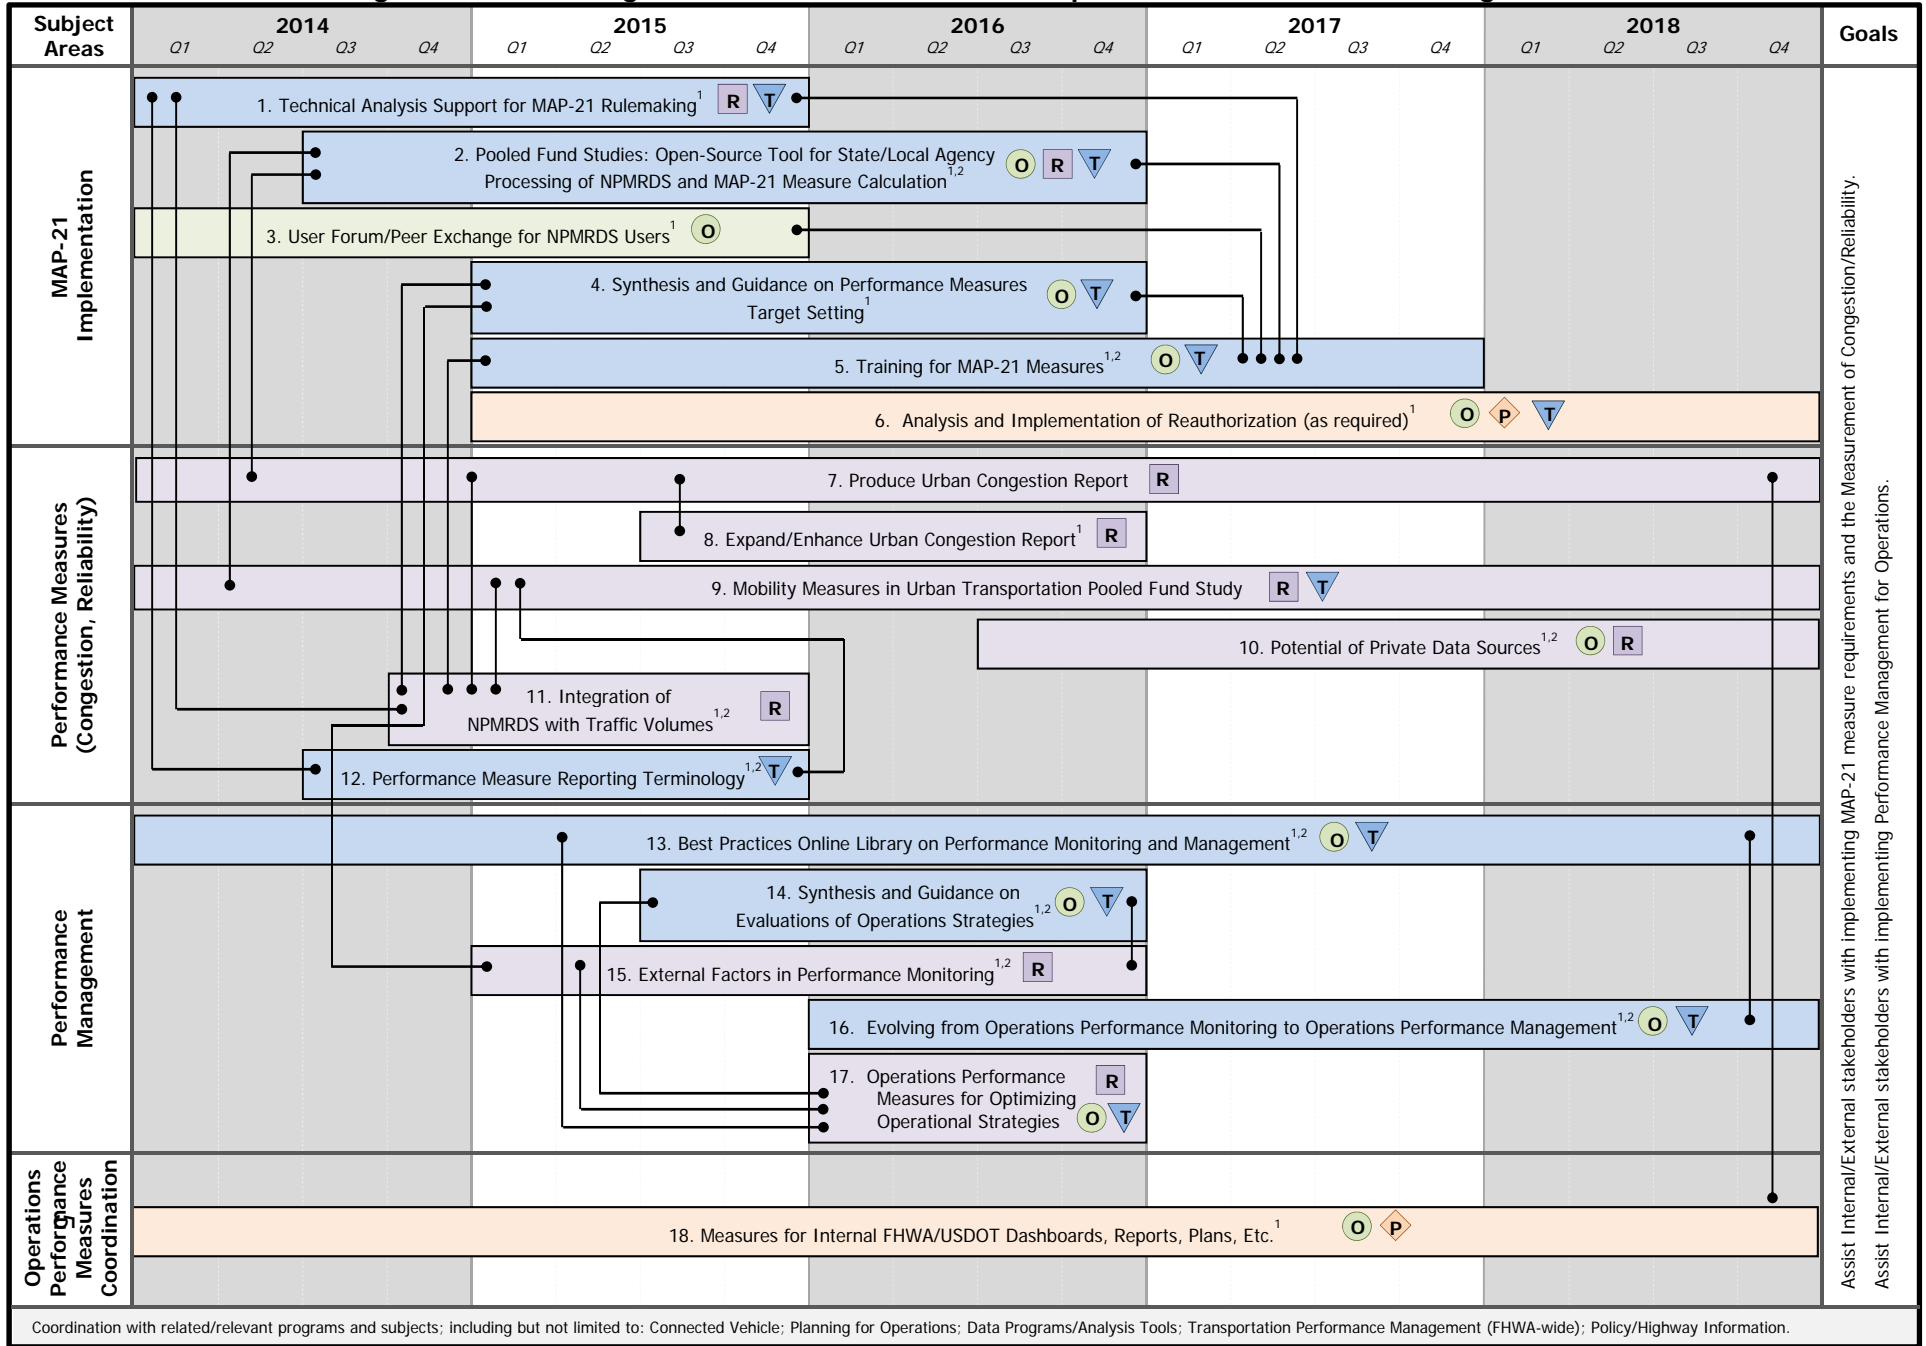 Subject Areas
2014
2015
2016
2017
2018
Goals
Q1 Q2 Q3 Q4 Q1 Q2 Q3 Q4 Q1 Q2 Q3 Q4 Q1 Q2 Q3 Q4 Q1 Q2 Q3 Q4
MAP-21
Implementation
1. Technical Analysis Support for MAP-21 Rulemaking1 R T
2. Pooled Fund Studies: Open-Source Tool for State/Local Agency
Processing of NPMRDS and MAP-21 Measure Calculation1,2 O R T
3. User Forum/Peer Exchange for NPMRDS Users1 O
4. Synthesis and Guidance on Performance Measures
Target Setting1 O T
5. Training for MAP-21 Measures1,2 O T
6. Analysis and Implementation of Reauthorization (as required)1 O P T
Performance Measures
(Congestion, Reliability)
7. Produce Urban Congestion Report R
8. Expand/Enhance Urban Congestion Report1 R
9. Mobility Measures in Urban Transportation Pooled Fund Study R T
10. Potential of Private Data Sources1,2 O R
11. Integration of
NPMRDS with Traffic Volumes1,2 R
12. Performance Measure Reporting Terminology1,2 T
Performance
Management
13. Best Practices Online Library on Performance Monitoring and Management1,2 O T
14. Synthesis and Guidance on
Evaluations of Operations Strategies1,2 O T
15. External Factors in Performance Monitoring1,2 R
16. Evolving from Operations Performance Monitoring to Operations Performance Management1,2 O T
17. Operations Performance R
Measures for Optimizing
Operational Strategies O T
Operations
Performance
Measures
Coordination
18. Measures for Internal FHWA/USDOT Dashboards, Reports, Plans, Etc.1 O P
Assist Internal/External stakeholders with implementing MAP-21 measure requirements and the Measurement of Congestion/Reliability.
Assist Internal/External stakeholders with implementing Performance Management for Operations.
Coordination with related/relevant programs and subjects; including but not limited to: Connected Vehicle; Planning for Operations; Data Programs/Analysis Tools; Transportation Performance Management (FHWA-wide); Policy/Highway Information.